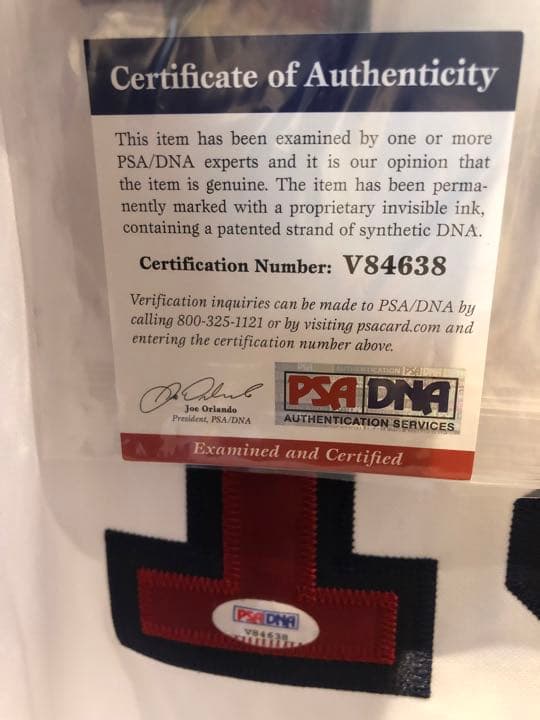 Certificate of Authenticity
This item has been examined by one or more
PSA/DNA experts and it is our opinion that
the item is genuine. The item has been perma-
nently marked with a proprietary invisible ink,
containing a patented strand of synthetic DNA.
Certification Number: V84638
Verification inquiries can be made to PSA/DNA by
calling 800-325-1121 or by visiting psacard.com and
entering the certification number above.
Joe Orlando
President, PSA/DNA
PSA DNA
AUTHENTICATION SERVICES
Examined and Certified
PSA DNA
V84638